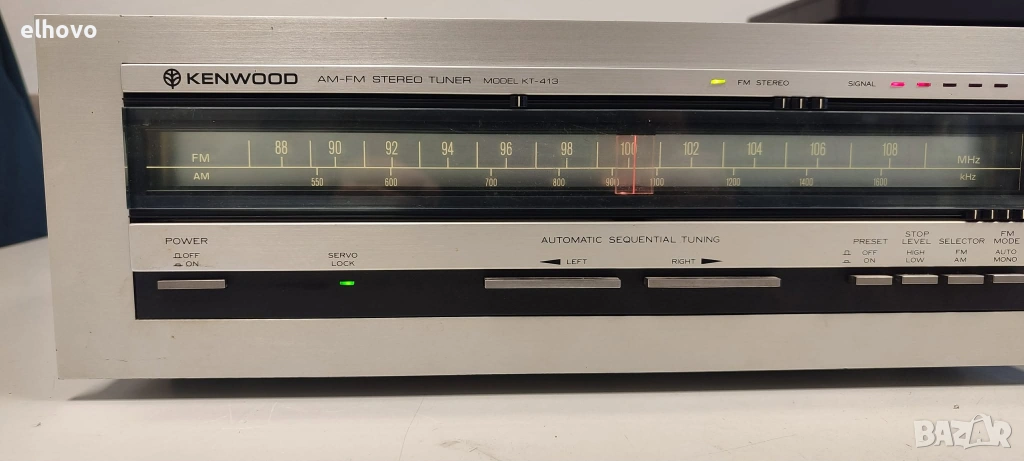 elhovo
KENWOOD AM-FM STEREO TUNER MODEL KT-413 FM STEREO SIGNAL
FM 88 90 92 94 96 98 100 102 104 106 108 MHz
AM 550 600 700 800 900 1100 1200 1400 1600 kHz
POWER
OFF
ON
SERVO
LOCK
AUTOMATIC SEQUENTIAL TUNING
LEFT RIGHT
PRESET
OFF
ON
STOP
LEVEL
HIGH
LOW
SELECTOR
FM
AM
FM
MODE
AUTO
MONO
BAZAR